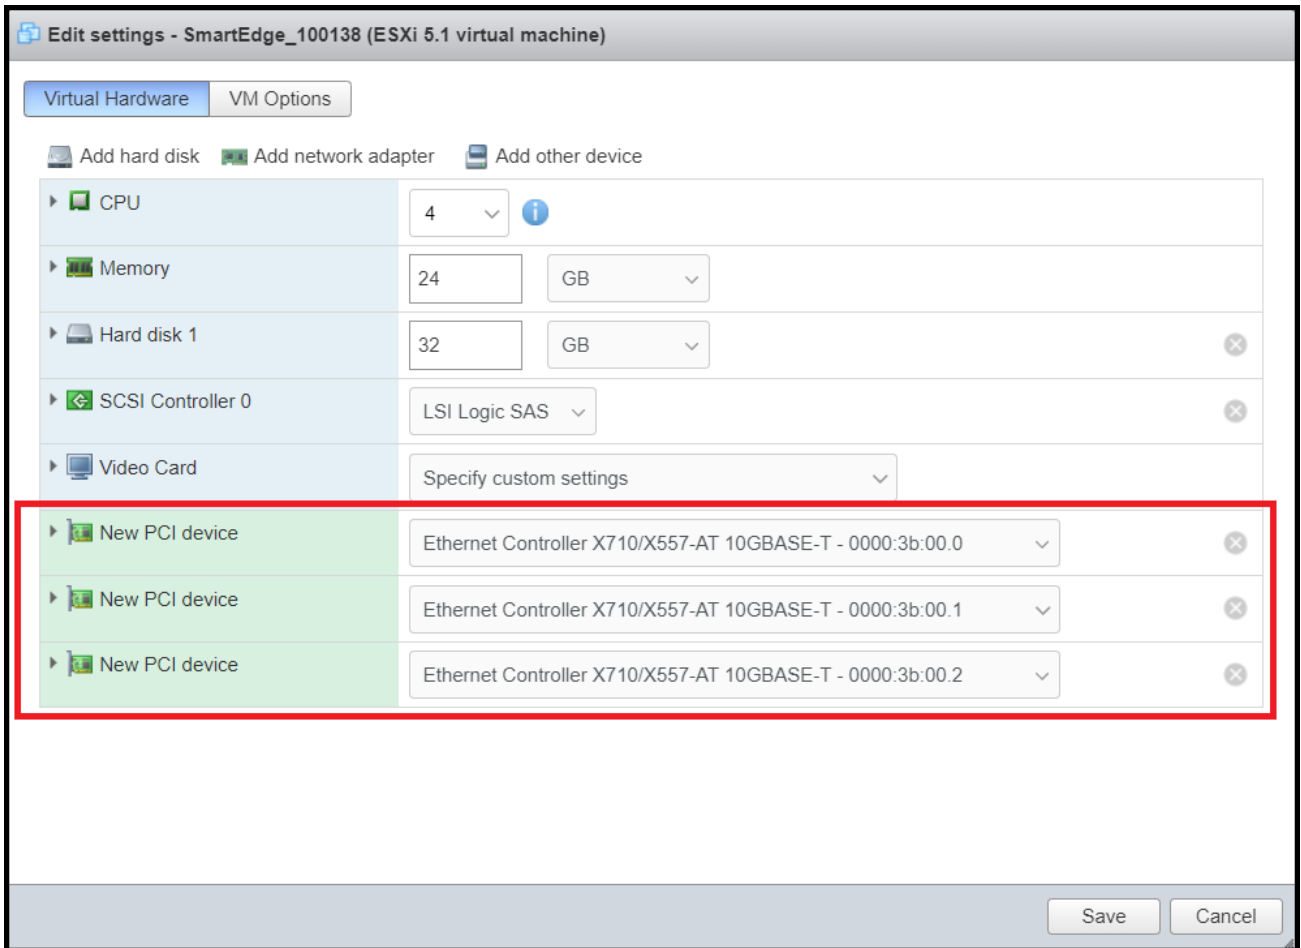 Edit settings - SmartEdge_100138 (ESXi 5.1 virtual machine)
Virtual Hardware VM Options
Add hard disk Add network adapter Add other device
CPU 4
Memory 24 GB
Hard disk 1 32 GB
SCSI Controller 0 LSI Logic SAS
Video Card Specify custom settings
New PCI device Ethernet Controller X710/X557-AT 10GBASE-T - 0000:3b:00.0
New PCI device Ethernet Controller X710/X557-AT 10GBASE-T - 0000:3b:00.1
New PCI device Ethernet Controller X710/X557-AT 10GBASE-T - 0000:3b:00.2
Save Cancel